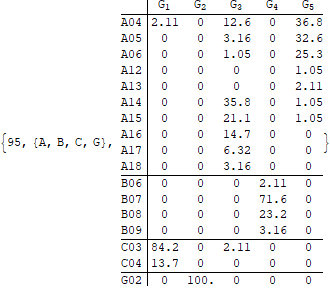 G1 G2 G3 G4 G5
A04 2.11 0 12.6 0 36.8
A05 0 0 3.16 0 32.6
A06 0 0 1.05 0 25.3
A12 0 0 0 0 1.05
A13 0 0 0 0 2.11
A14 0 0 35.8 0 1.05
A15 0 0 21.1 0 1.05
A16 0 0 14.7 0 0
{95, {A, B, C, G}, A17 0 0 6.32 0 0 }
A18 0 0 3.16 0 0
B06 0 0 0 2.11 0
B07 0 0 0 71.6 0
B08 0 0 0 23.2 0
B09 0 0 0 3.16 0
C03 84.2 0 2.11 0 0
C04 13.7 0 0 0 0
G02 0 100. 0 0 0